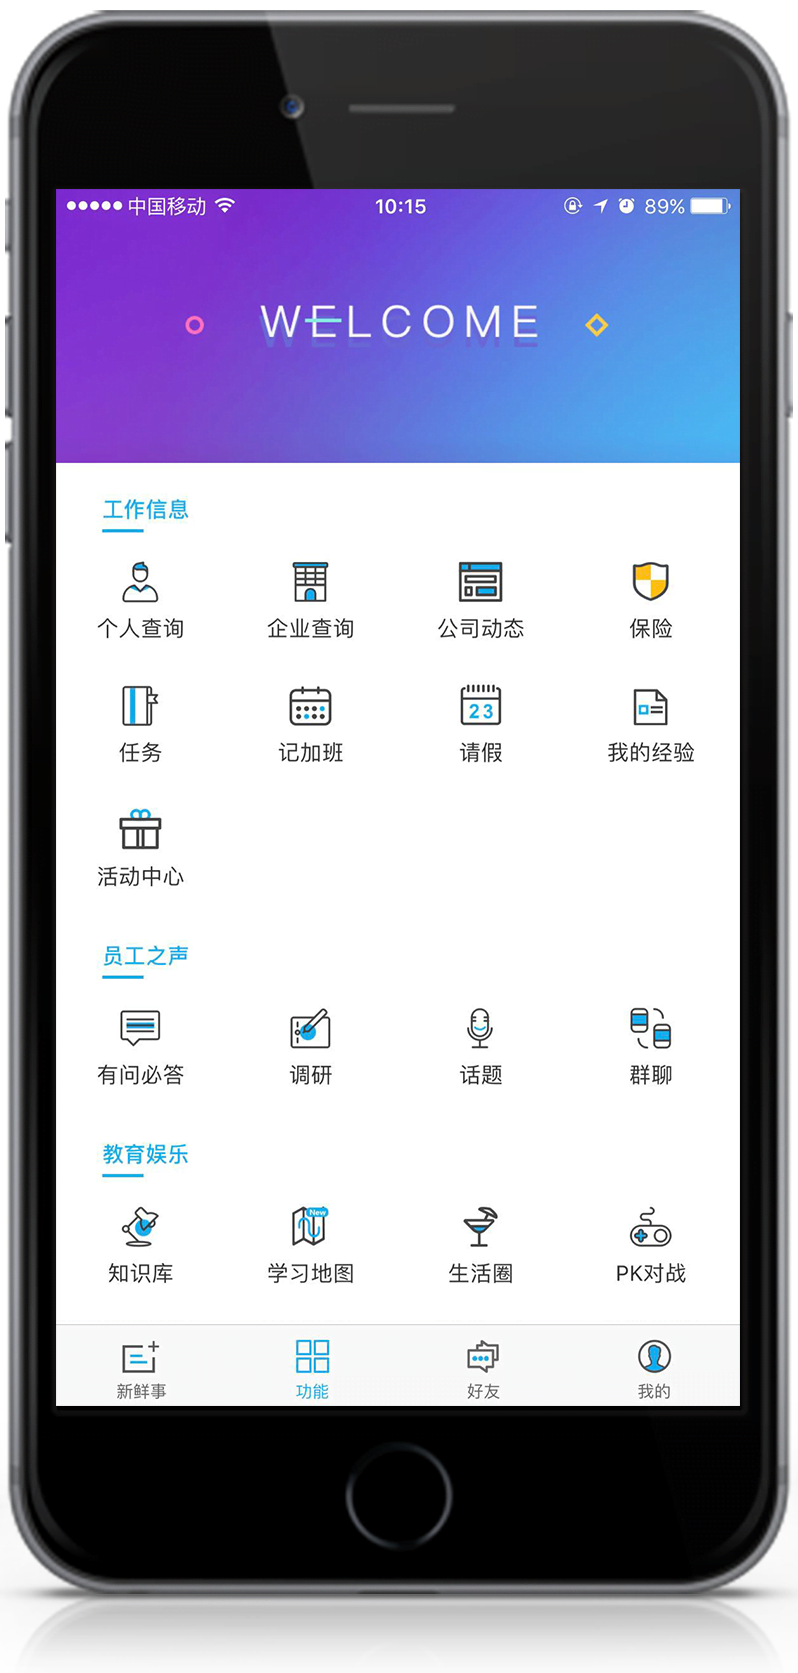 中国移动 10:15 89%
WELCOME
工作信息
个人查询 企业查询 公司动态 保险
23
任务 记加班 请假 我的经验
活动中心
员工之声
有问必答 调研 话题 群聊
教育娱乐
New
知识库 学习地图 生活圈 PK对战
新鲜事 功能 好友 我的